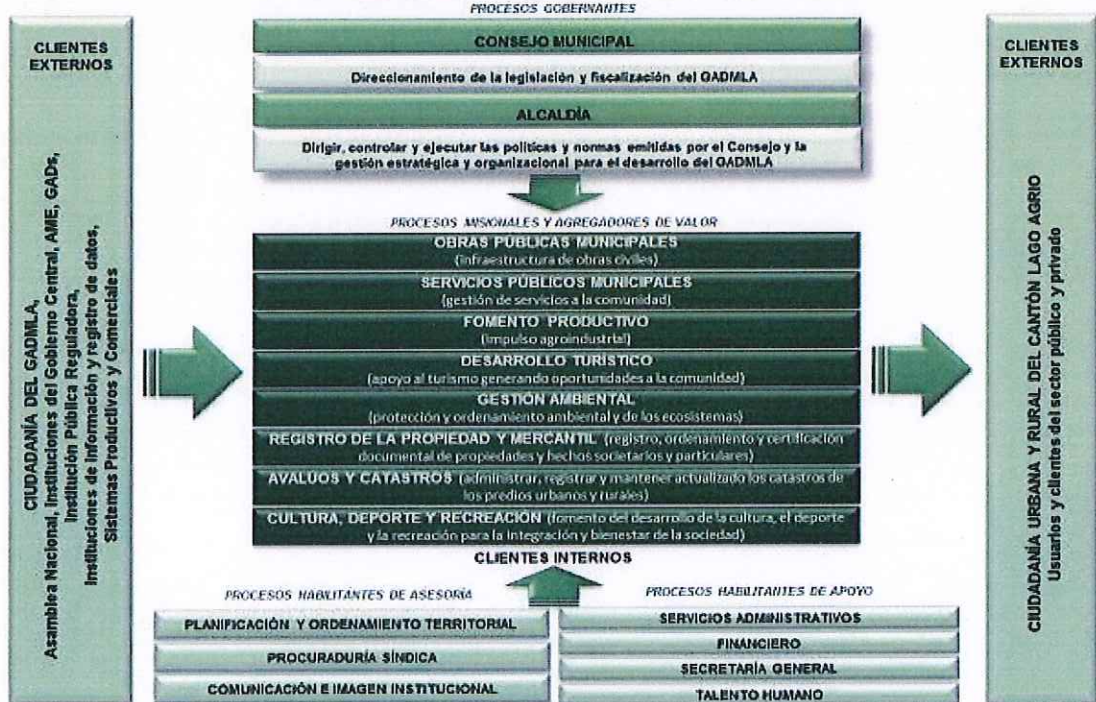 CLIENTES
EXTERNOS
CIUDADANÍA DEL GADMLA,
Asamblea Nacional, Instituciones del Gobierno Central, AME, GADs,
Institución Pública Reguladora,
Instituciones de Información y registro de datos,
Sistemas Productivos y Comerciales
PROCESOS GOBERNANTES
CONSEJO MUNICIPAL
Direccionamiento de la legislación y fiscalización del GADMLA
ALCALDÍA
Dirigir, controlar y ejecutar las políticas y normas emitidas por el Consejo y la
gestión estratégica y organizacional para el desarrollo del GADMLA
PROCESOS MISIONALES Y AGREGADORES DE VALOR
OBRAS PÚBLICAS MUNICIPALES
(infraestructura de obras civiles)
SERVICIOS PÚBLICOS MUNICIPALES
(gestión de servicios a la comunidad)
FOMENTO PRODUCTIVO
(impulso agroindustrial)
DESARROLLO TURÍSTICO
(apoyo al turismo generando oportunidades a la comunidad)
GESTIÓN AMBIENTAL
(protección y ordenamiento ambiental y de los ecosistemas)
REGISTRO DE LA PROPIEDAD Y MERCANTIL (registro, ordenamiento y certificación
documental de propiedades y hechos societarios y particulares)
AVALÚOS Y CATASTROS (administrar, registrar y mantener actualizado los catastros de
los predios urbanos y rurales)
CULTURA, DEPORTE Y RECREACIÓN (fomento del desarrollo de la cultura, el deporte
y la recreación para la integración y bienestar de la sociedad)
CLIENTES INTERNOS
PROCESOS HABILITANTES DE ASESORÍA
PLANIFICACIÓN Y ORDENAMIENTO TERRITORIAL
PROCURADURÍA SÍNDICA
COMUNICACIÓN E IMAGEN INSTITUCIONAL
PROCESOS HABILITANTES DE APOYO
SERVICIOS ADMINISTRATIVOS
FINANCIERO
SECRETARÍA GENERAL
TALENTO HUMANO
CLIENTES
EXTERNOS
CIUDADANÍA URBANA Y RURAL DEL CANTÓN LAGO AGRIO
Usuarios y clientes del sector público y privado